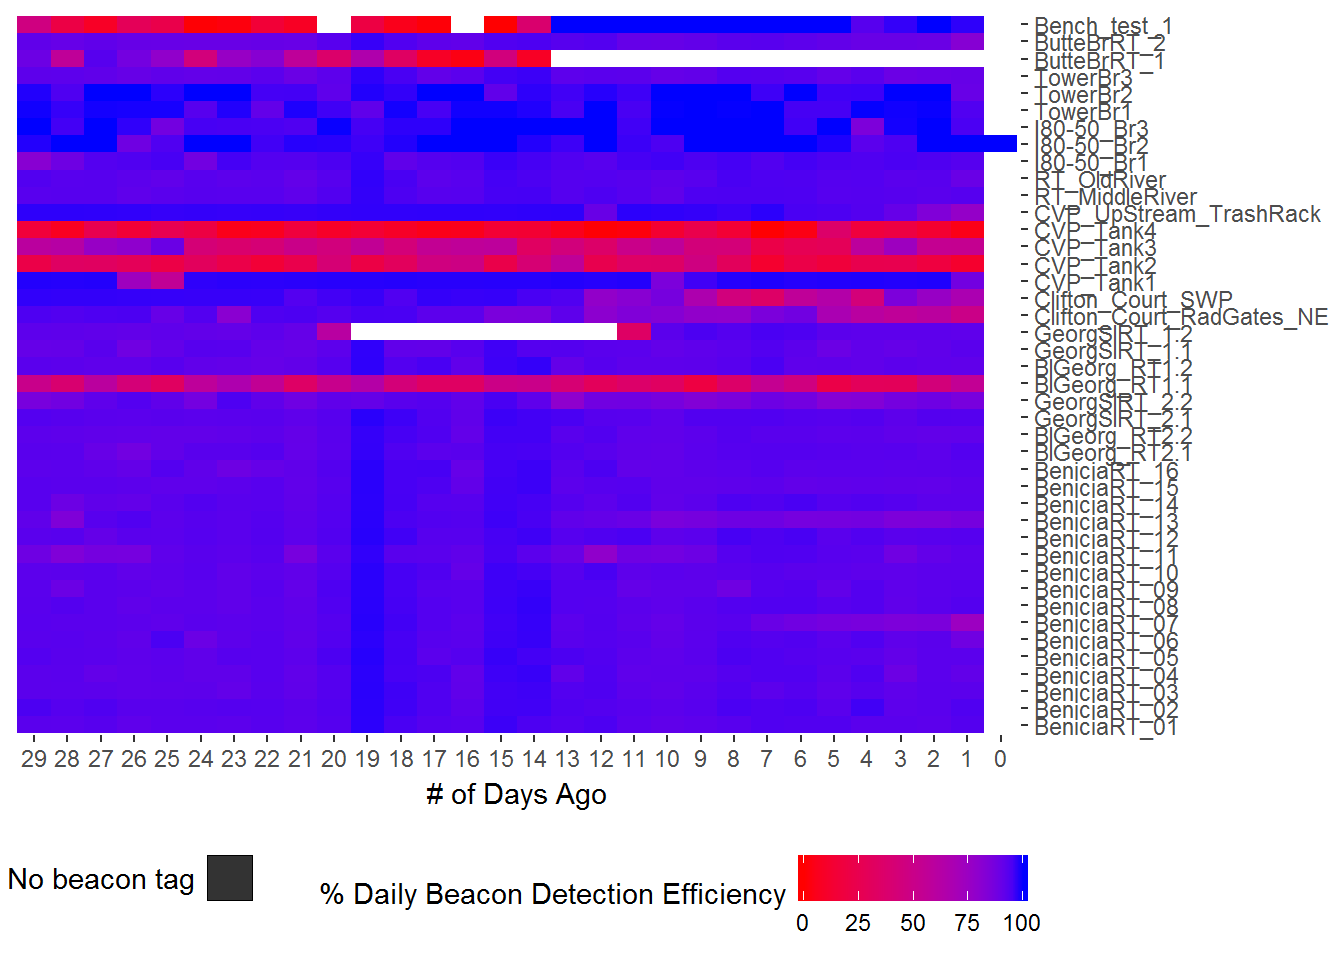 Bench_test_1
ButteBrRT_2
ButteBrRT_1
TowerBr3
TowerBr2
TowerBr1
I80-50_Br3
I80-50_Br2
I80-50_Br1
RT_OldRiver
RT_MiddleRiver
CVP_UpStream_TrashRack
CVP_Tank4
CVP_Tank3
CVP_Tank2
CVP_Tank1
Clifton_Court_SWP
Clifton_Court_RadGates_NE
GeorgSlRT_1.2
GeorgSlRT_1.1
BlGeorg_RT1.2
BlGeorg_RT1.1
GeorgSlRT_2.2
GeorgSlRT_2.1
BlGeorg_RT2.2
BlGeorg_RT2.1
BeniciaRT_16
BeniciaRT_15
BeniciaRT_14
BeniciaRT_13
BeniciaRT_12
BeniciaRT_11
BeniciaRT_10
BeniciaRT_09
BeniciaRT_08
BeniciaRT_07
BeniciaRT_06
BeniciaRT_05
BeniciaRT_04
BeniciaRT_03
BeniciaRT_02
BeniciaRT_01
29 28 27 26 25 24 23 22 21 20 19 18 17 16 15 14 13 12 11 10 9 8 7 6 5 4 3 2 1 0
# of Days Ago
No beacon tag
% Daily Beacon Detection Efficiency
0 25 50 75 100